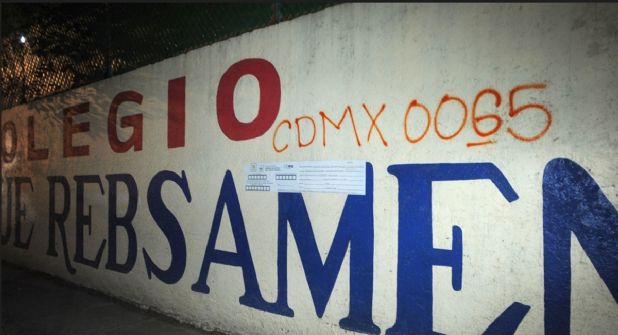 OLEGIO
CDMX 0065
UE REBSAMEN